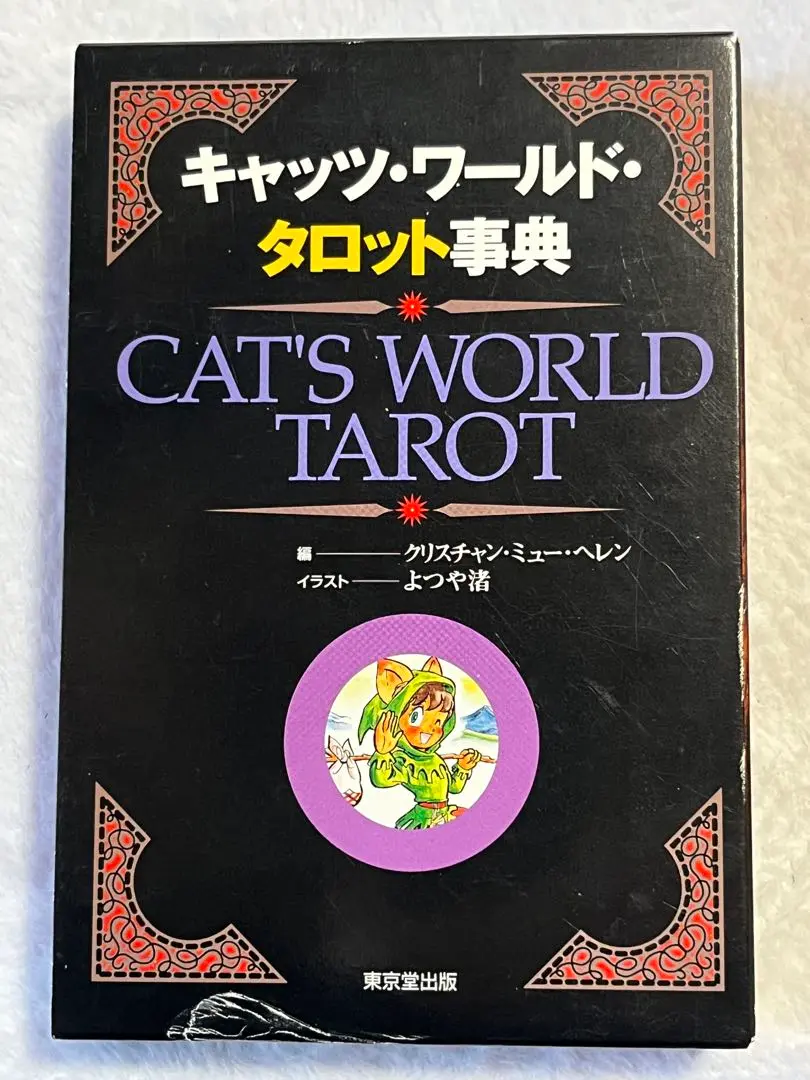 キャッツ・ワールド・
タロット事典
CAT'S WORLD
TAROT
編 ── クリスチャン・ミュー・ヘレン
イラスト ── よつや渚
東京堂出版